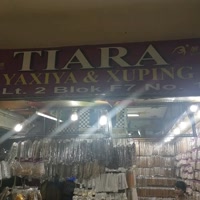 TIARA
YAXIYA & XUPING
Lt. 2 Blok F7 No.